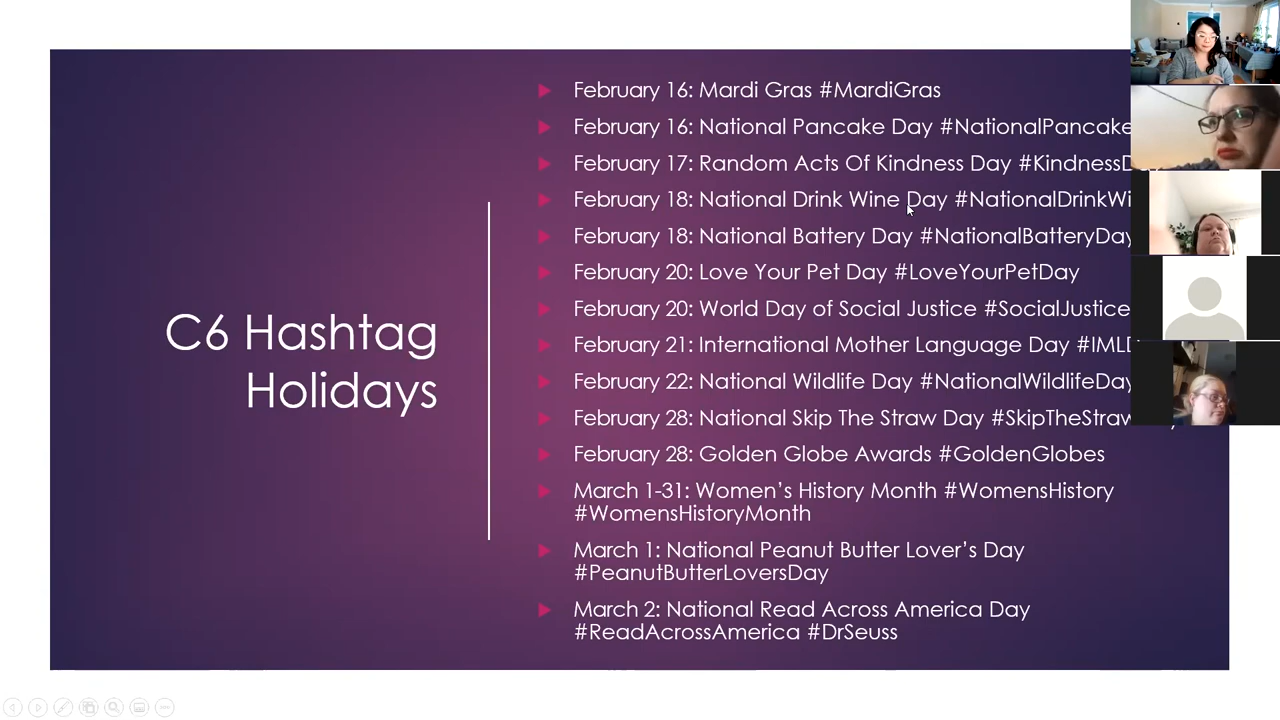 C6 Hashtag
Holidays
February 16: Mardi Gras #MardiGras
February 16: National Pancake Day #NationalPancake
February 17: Random Acts Of Kindness Day #KindnessD
February 18: National Drink Wine Day #NationalDrinkWi
February 18: National Battery Day #NationalBatteryDay
February 20: Love Your Pet Day #LoveYourPetDay
February 20: World Day of Social Justice #SocialJustice
February 21: International Mother Language Day #IMLD
February 22: National Wildlife Day #NationalWildlifeDay
February 28: National Skip The Straw Day #SkipTheStraw
February 28: Golden Globe Awards #GoldenGlobes
March 1-31: Women’s History Month #WomensHistory
#WomensHistoryMonth
March 1: National Peanut Butter Lover’s Day
#PeanutButterLoversDay
March 2: National Read Across America Day
#ReadAcrossAmerica #DrSeuss